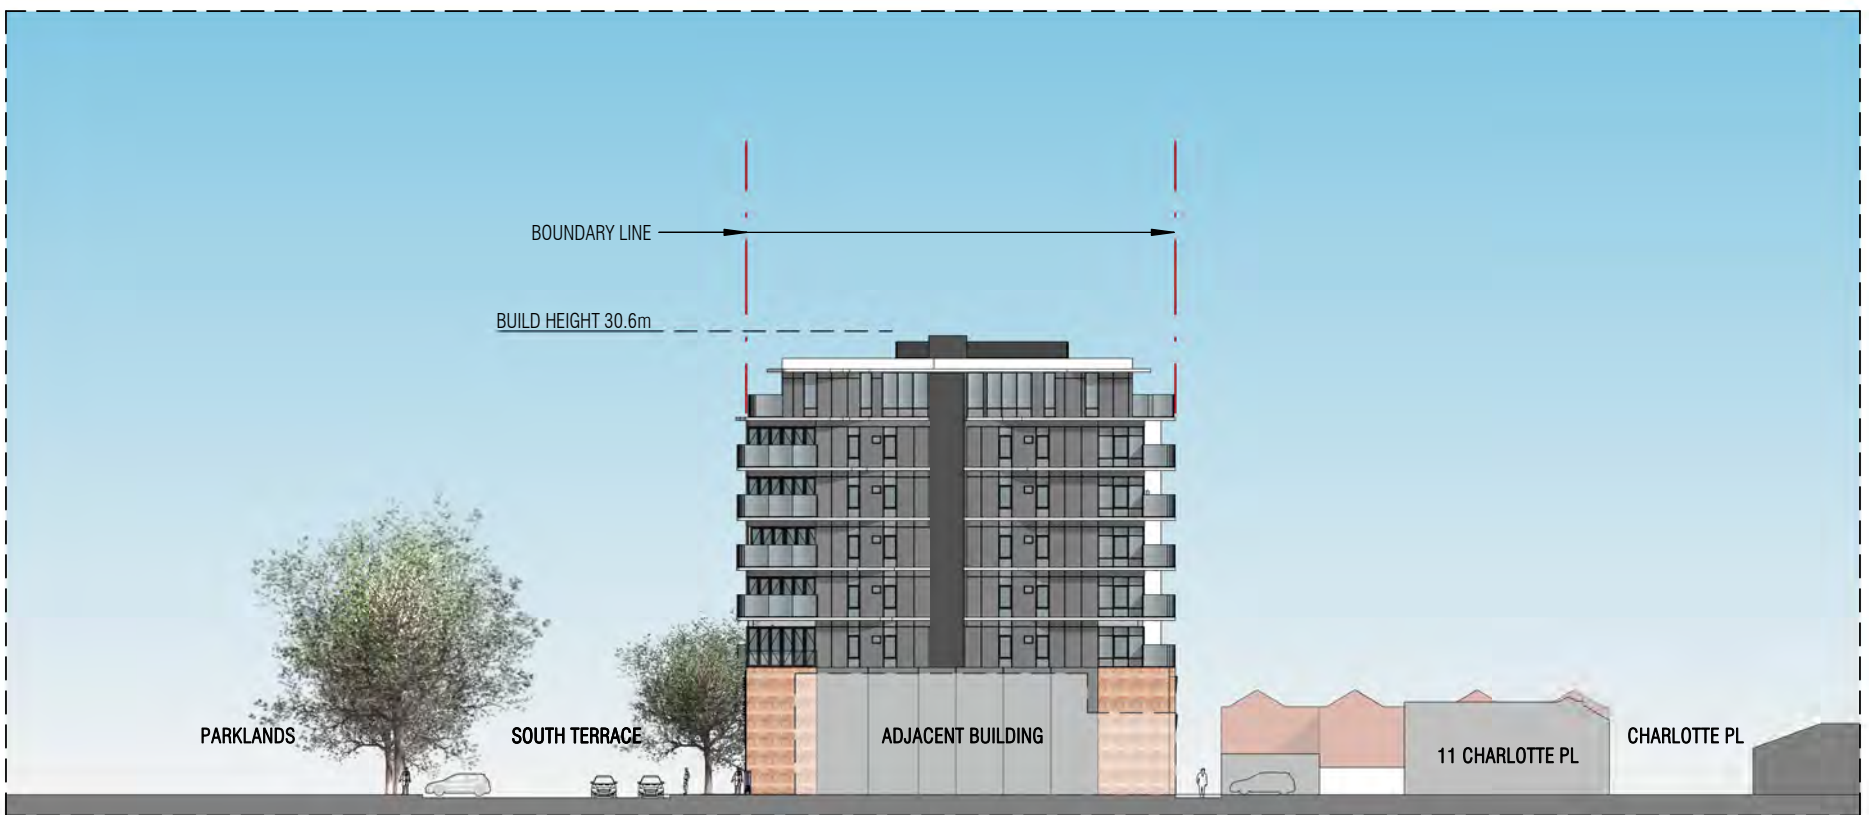 BOUNDARY LINE
BUILD HEIGHT 30.6m
PARKLANDS
SOUTH TERRACE
ADJACENT BUILDING
11 CHARLOTTE PL
CHARLOTTE PL